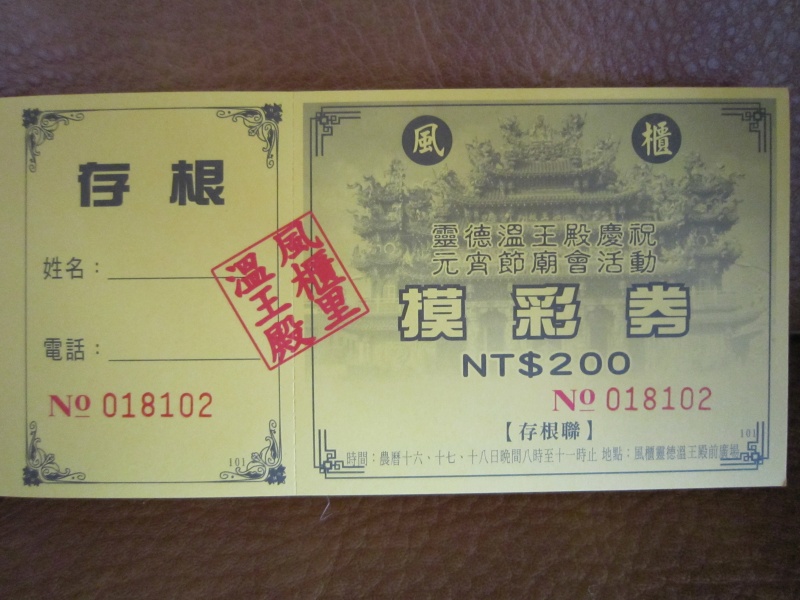 存根
姓名：
電話：
No 018102
101
風櫃里
溫王殿
風 櫃
靈德溫王殿慶祝
元宵節廟會活動
摸彩券
NT$200
No 018102
【存根聯】
101
時間：農曆十六、十七、十八日晚間八時至十一時止 地點：風櫃靈德溫王殿前廣場